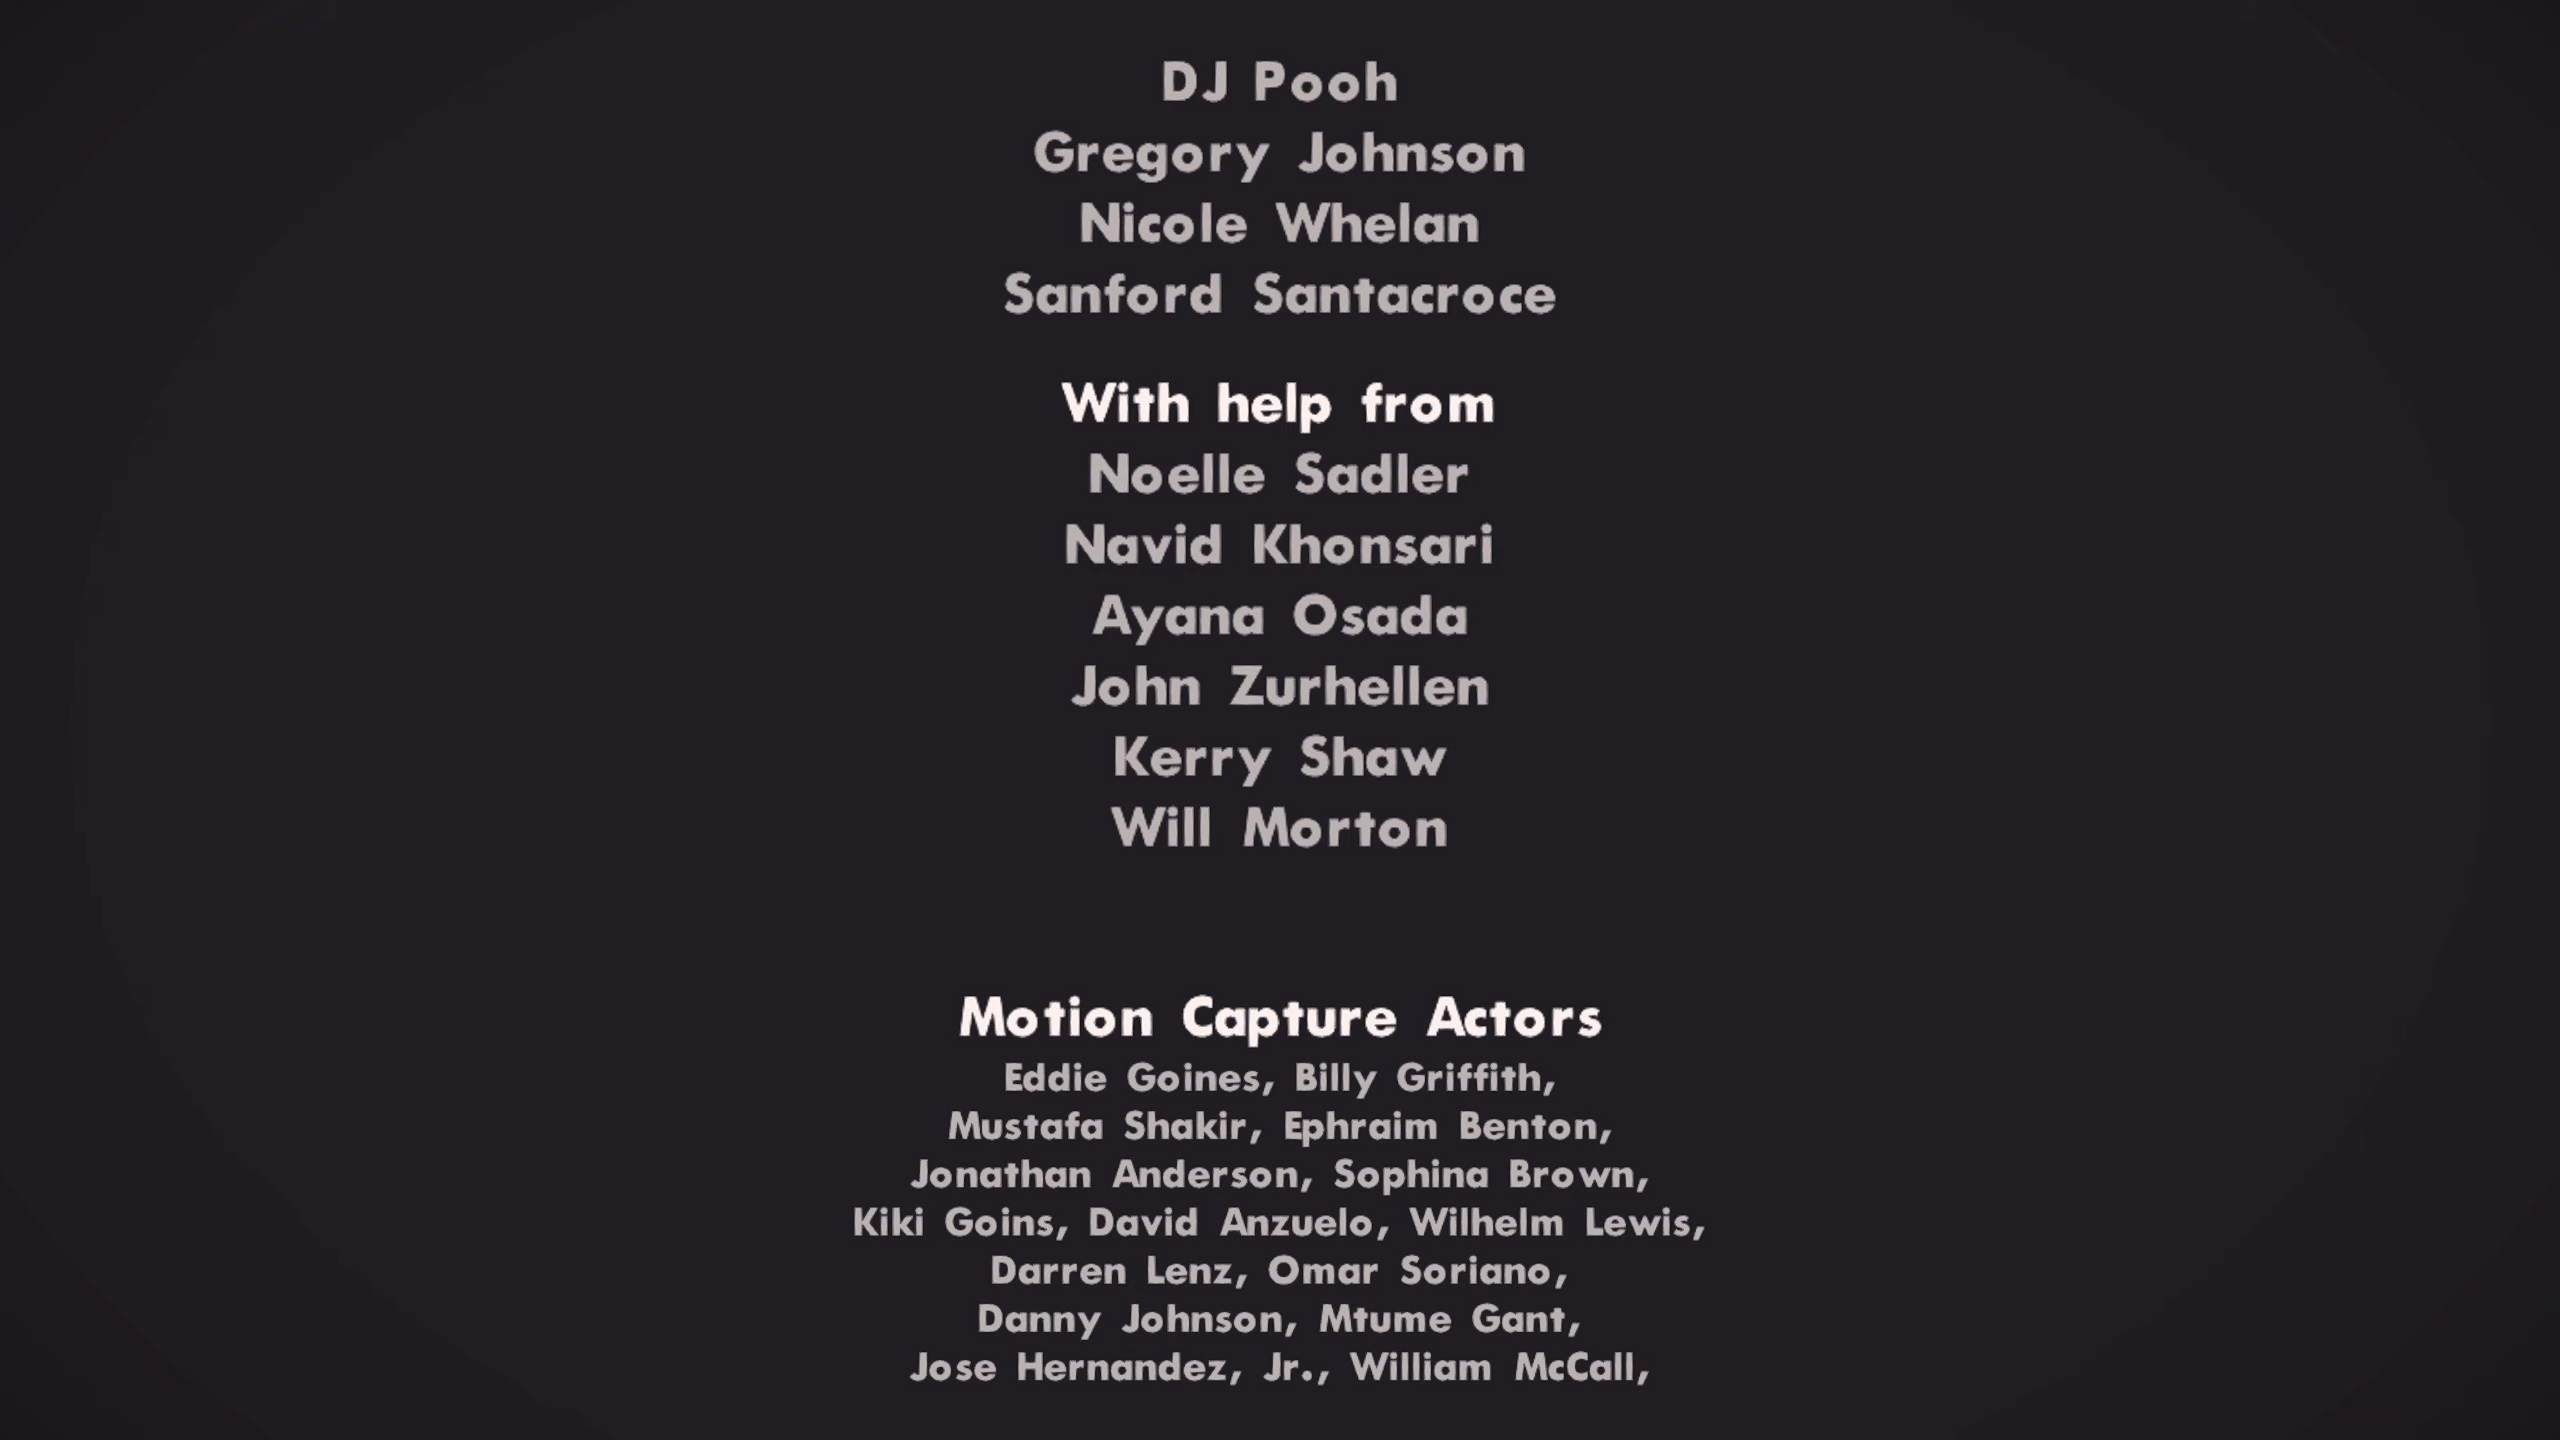 DJ Pooh
Gregory Johnson
Nicole Whelan
Sanford Santacroce
With help from
Noelle Sadler
Navid Khonsari
Ayana Osada
John Zurhellen
Kerry Shaw
Will Morton
Motion Capture Actors
Eddie Goines, Billy Griffith,
Mustafa Shakir, Ephraim Benton,
Jonathan Anderson, Sophina Brown,
Kiki Goins, David Anzuelo, Wilhelm Lewis,
Darren Lenz, Omar Soriano,
Danny Johnson, Mtume Gant,
Jose Hernandez, Jr., William McCall,